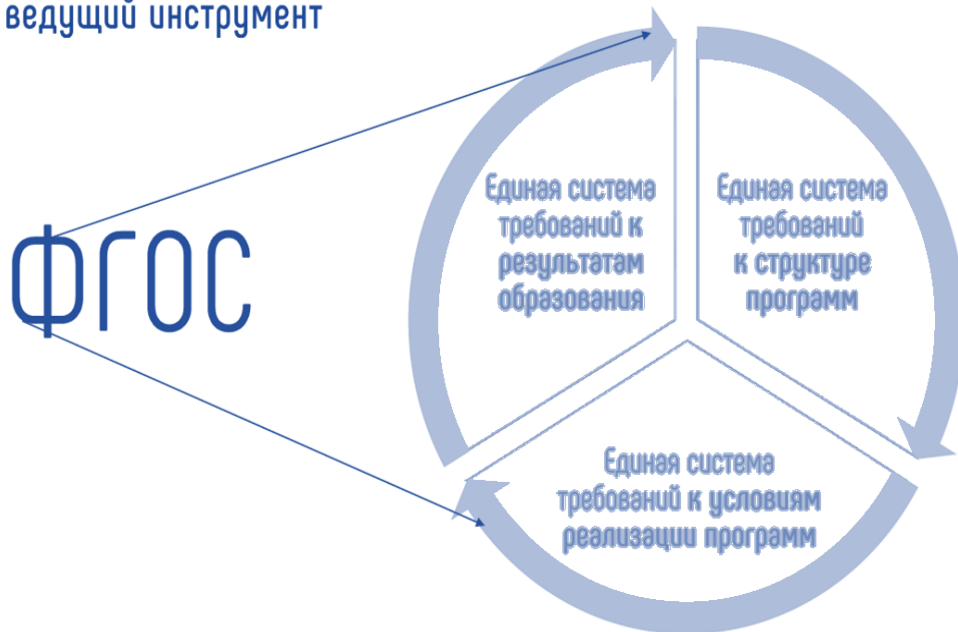 ведущий инструмент
ФГОС
Единая система
требований к
результатам
образования
Единая система
требований
к структуре
программ
Единая система
требований к условиям
реализации программ